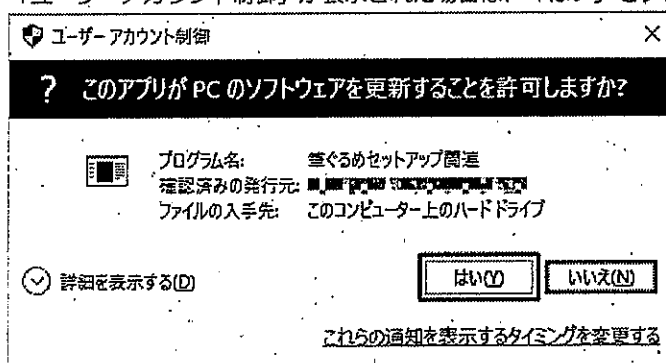 ユーザー アカウント制御
? このアプリが PC のソフトウェアを更新することを許可しますか?
プログラム名: 筆ぐるめセットアップ関連
確認済みの発行元:
ファイルの入手先: このコンピューター上のハード ドライブ
詳細を表示する(D)
はい(Y)
いいえ(N)
これらの通知を表示するタイミングを変更する